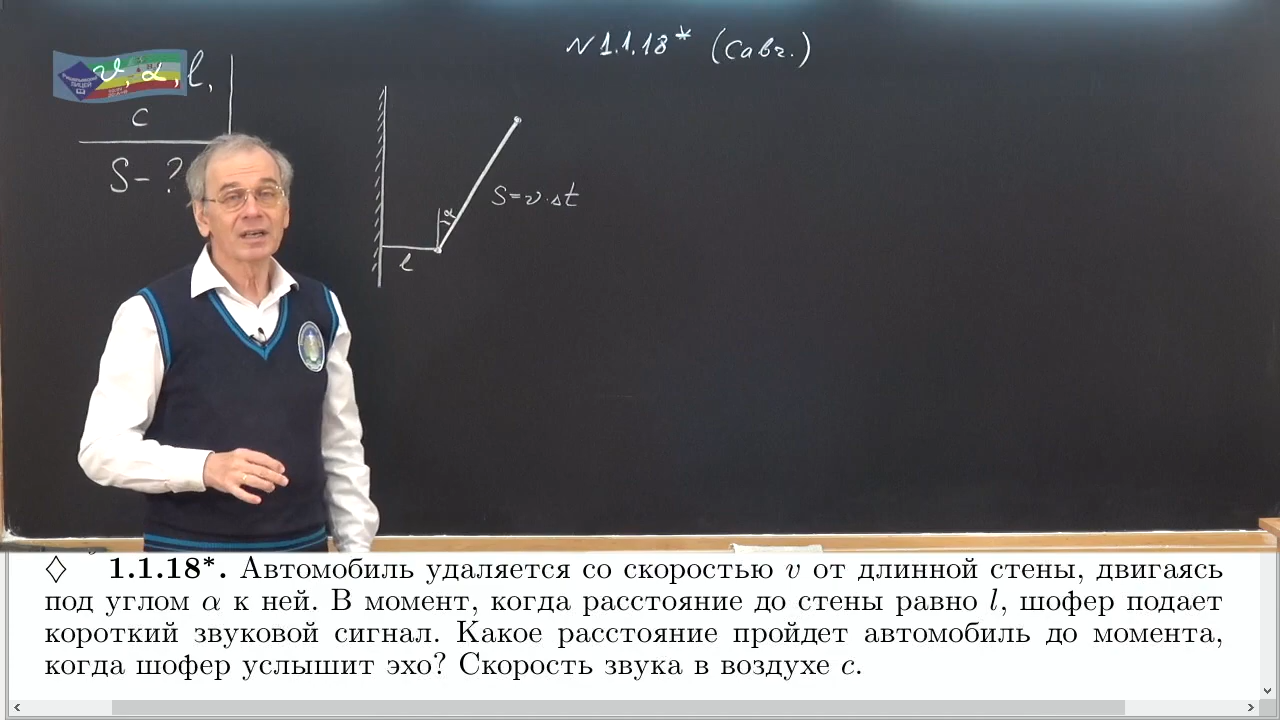 N 1.1.18* (Савч.)
v, α, l,
c
S - ?
α
S = v · Δt
l
◊ 1.1.18*. Автомобиль удаляется со скоростью v от длинной стены, двигаясь
под углом α к ней. В момент, когда расстояние до стены равно l, шофер подает
короткий звуковой сигнал. Какое расстояние пройдет автомобиль до момента,
когда шофер услышит эхо? Скорость звука в воздухе c.